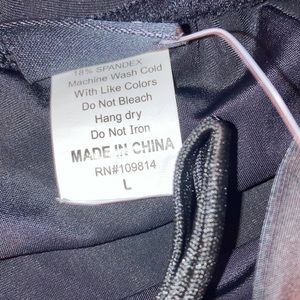 18% SPANDEX
Machine Wash Cold
With Like Colors
Do Not Bleach
Hang dry
Do Not Iron
MADE IN CHINA
RN#109814
L